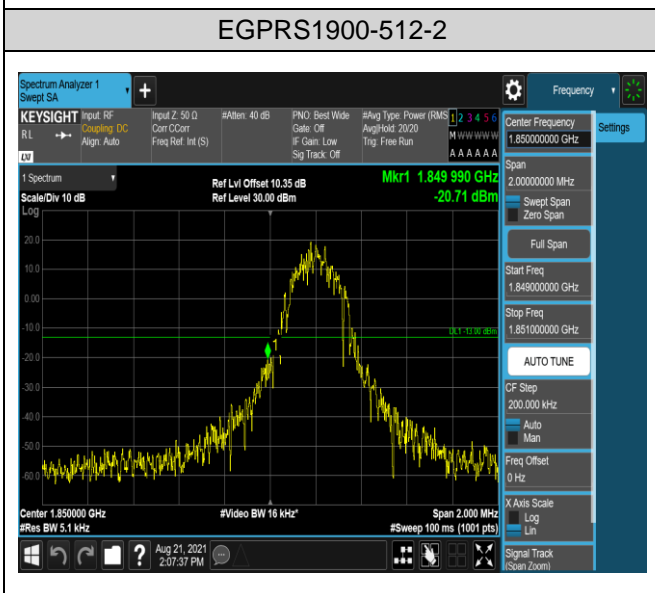 EGPRS1900-512-2
Spectrum Analyzer 1
Swept SA
Frequency
KEYSIGHT
RL
LXI
Input: RF
Coupling: DC
Align: Auto
Input Z: 50 Ω
Corr CCorr
Freq Ref: Int (S)
#Atten: 40 dB
PNO: Best Wide
Gate: Off
IF Gain: Low
Sig Track: Off
#Avg Type: Power (RMS
Avg|Hold: 20/20
Trig: Free Run
1 2 3 4 5 6
M W W W W W
A A A A A A
1 Spectrum
Scale/Div 10 dB
Ref Lvl Offset 10.35 dB
Ref Level 30.00 dBm
Mkr1 1.849 990 GHz
-20.71 dBm
Log
20.0
10.0
0.00
-10.0
DL1 -13.00 dBm
1
-20.0
-30.0
-40.0
-50.0
-60.0
Center 1.850000 GHz
#Res BW 5.1 kHz
#Video BW 16 kHz*
Span 2.000 MHz
#Sweep 100 ms (1001 pts)
Center Frequency
1.850000000 GHz
Settings
Span
2.00000000 MHz
Swept Span
Zero Span
Full Span
Start Freq
1.849000000 GHz
Stop Freq
1.851000000 GHz
AUTO TUNE
CF Step
200.000 kHz
Auto
Man
Freq Offset
0 Hz
X Axis Scale
Log
Lin
Signal Track
(Span Zoom)
?
Aug 21, 2021
2:07:37 PM